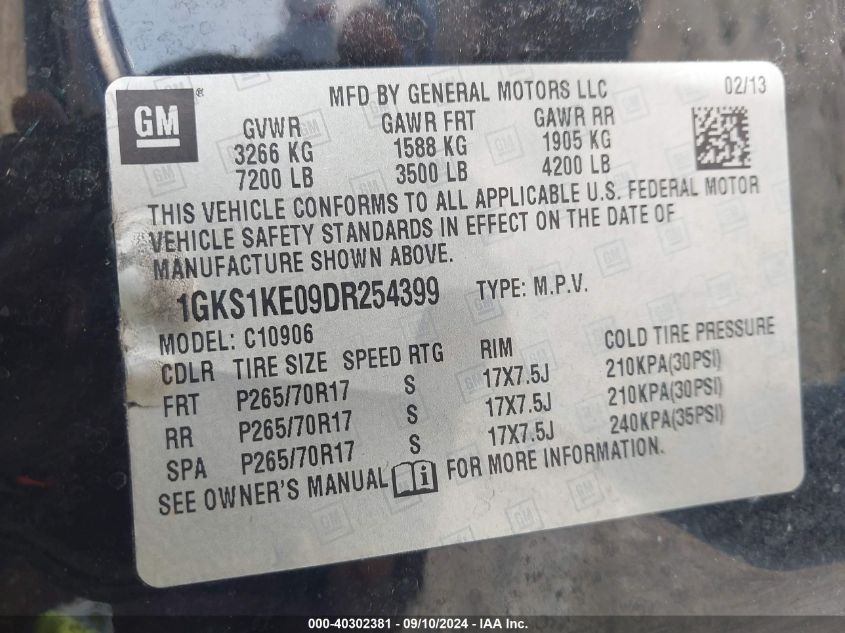 GM ®
MFD BY GENERAL MOTORS LLC 02/13
GVWR GAWR FRT GAWR RR
3266 KG 1588 KG 1905 KG
7200 LB 3500 LB 4200 LB
THIS VEHICLE CONFORMS TO ALL APPLICABLE U.S. FEDERAL MOTOR
VEHICLE SAFETY STANDARDS IN EFFECT ON THE DATE OF
MANUFACTURE SHOWN ABOVE.
1GKS1KE09DR254399 TYPE: M.P.V.
MODEL: C10906
CDLR TIRE SIZE SPEED RTG RIM COLD TIRE PRESSURE
FRT P265/70R17 S 17X7.5J 210KPA(30PSI)
RR P265/70R17 S 17X7.5J 210KPA(30PSI)
SPA P265/70R17 S 17X7.5J 240KPA(35PSI)
SEE OWNER'S MANUAL FOR MORE INFORMATION.
000-40302381 - 09/10/2024 - IAA Inc.